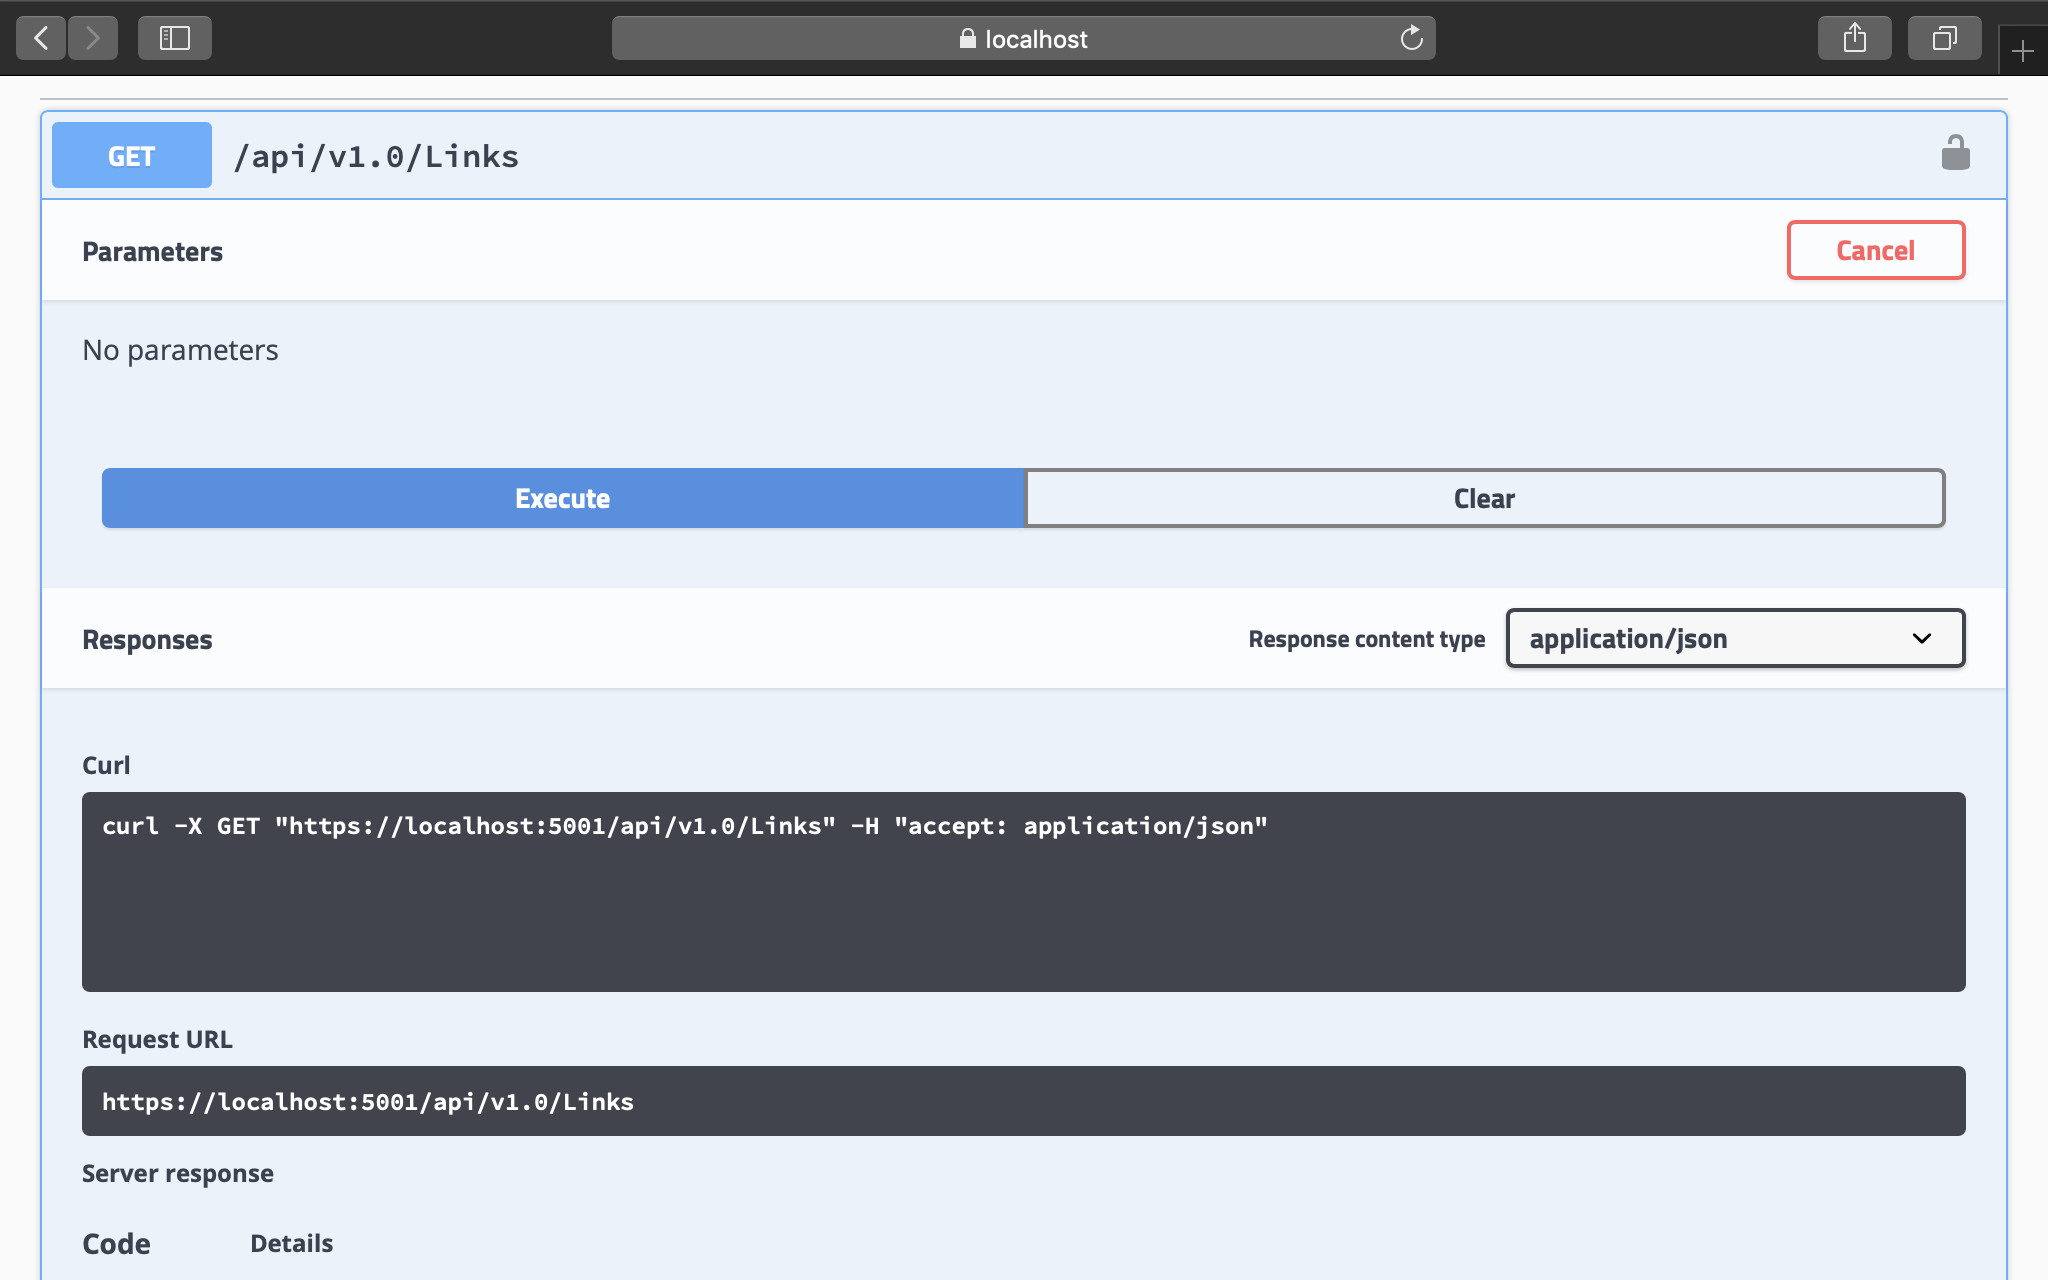 localhost
GET /api/v1.0/Links
Parameters Cancel
No parameters
Execute Clear
Responses Response content type application/json
Curl
curl -X GET "https://localhost:5001/api/v1.0/Links" -H "accept: application/json"
Request URL
https://localhost:5001/api/v1.0/Links
Server response
Code Details